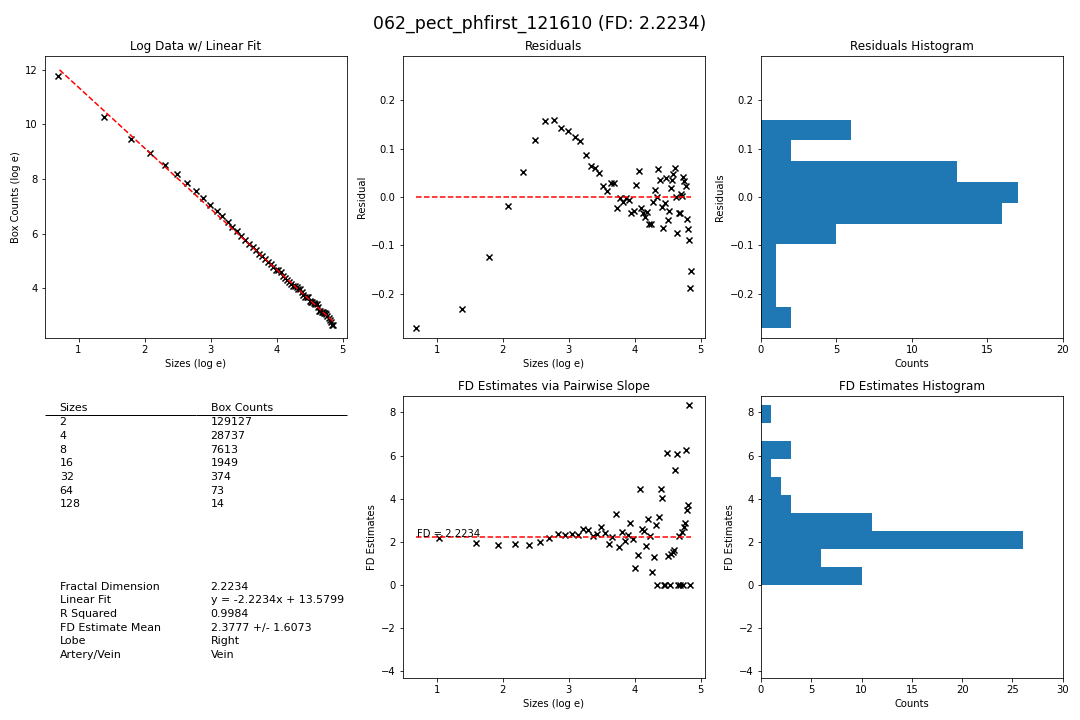 062_pect_phfirst_121610 (FD: 2.2234)
Log Data w/ Linear Fit
Box Counts (log e)
12
10
8
6
4
1 2 3 4 5
Sizes (log e)
Residuals
Residual
0.2
0.1
0.0
−0.1
−0.2
1 2 3 4 5
Sizes (log e)
Residuals Histogram
Residuals
0.2
0.1
0.0
−0.1
−0.2
0 5 10 15 20
Counts
Sizes Box Counts
2 129127
4 28737
8 7613
16 1949
32 374
64 73
128 14
Fractal Dimension 2.2234
Linear Fit y = -2.2234x + 13.5799
R Squared 0.9984
FD Estimate Mean 2.3777 +/- 1.6073
Lobe Right
Artery/Vein Vein
FD Estimates via Pairwise Slope
FD Estimates
8
6
4
2
0
−2
−4
FD = 2.2234
1 2 3 4 5
Sizes (log e)
FD Estimates Histogram
FD Estimates
8
6
4
2
0
−2
−4
0 5 10 15 20 25 30
Counts